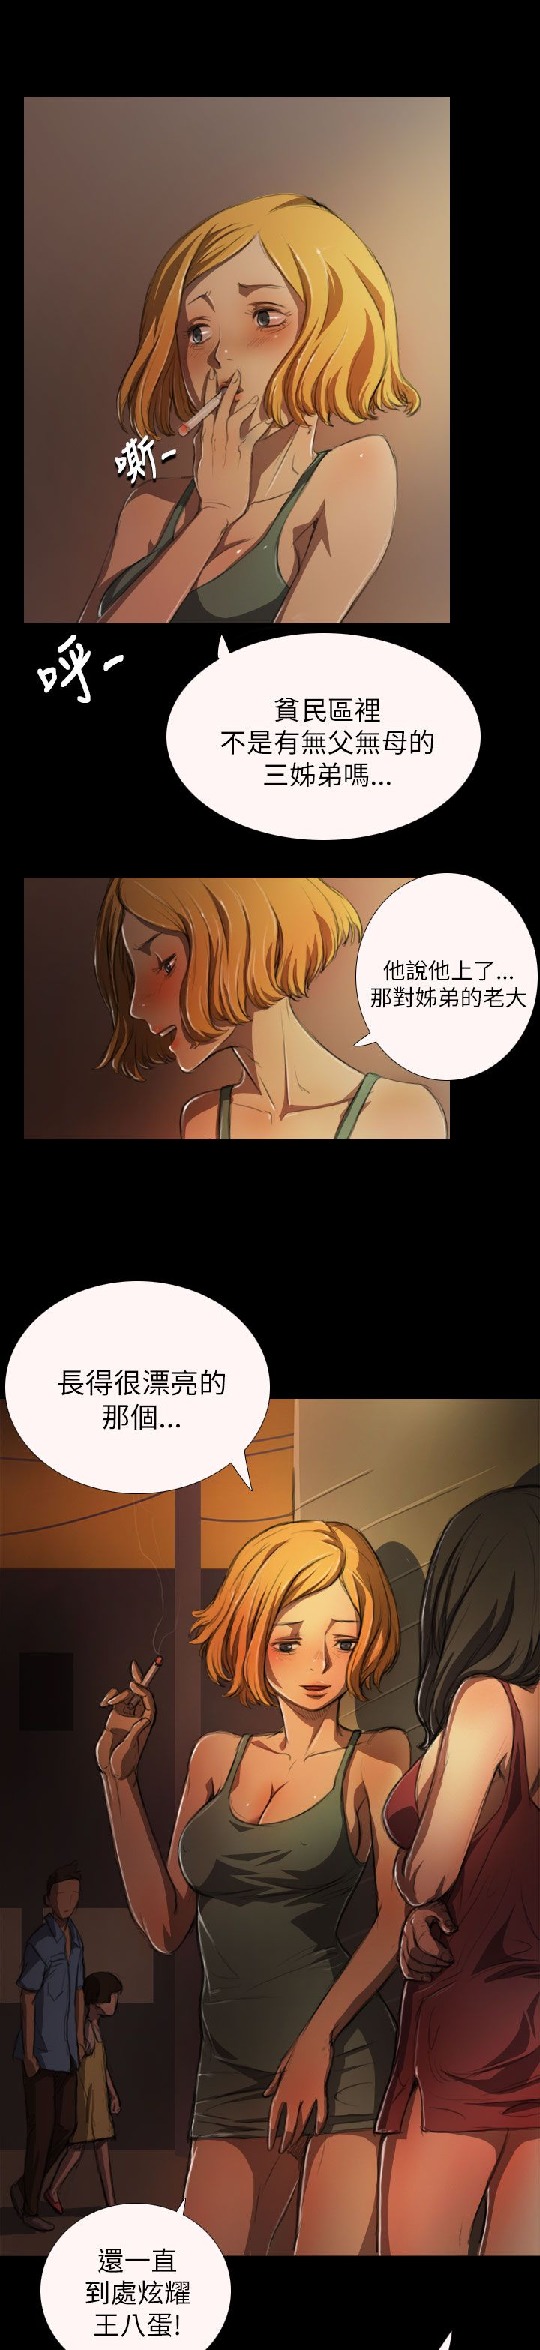 嘶~
呼~
貧民區裡
不是有無父無母的
三姊弟嗎...
他說他上了...
那對姊弟的老大
長得很漂亮的
那個...
還一直
到處炫耀
王八蛋!